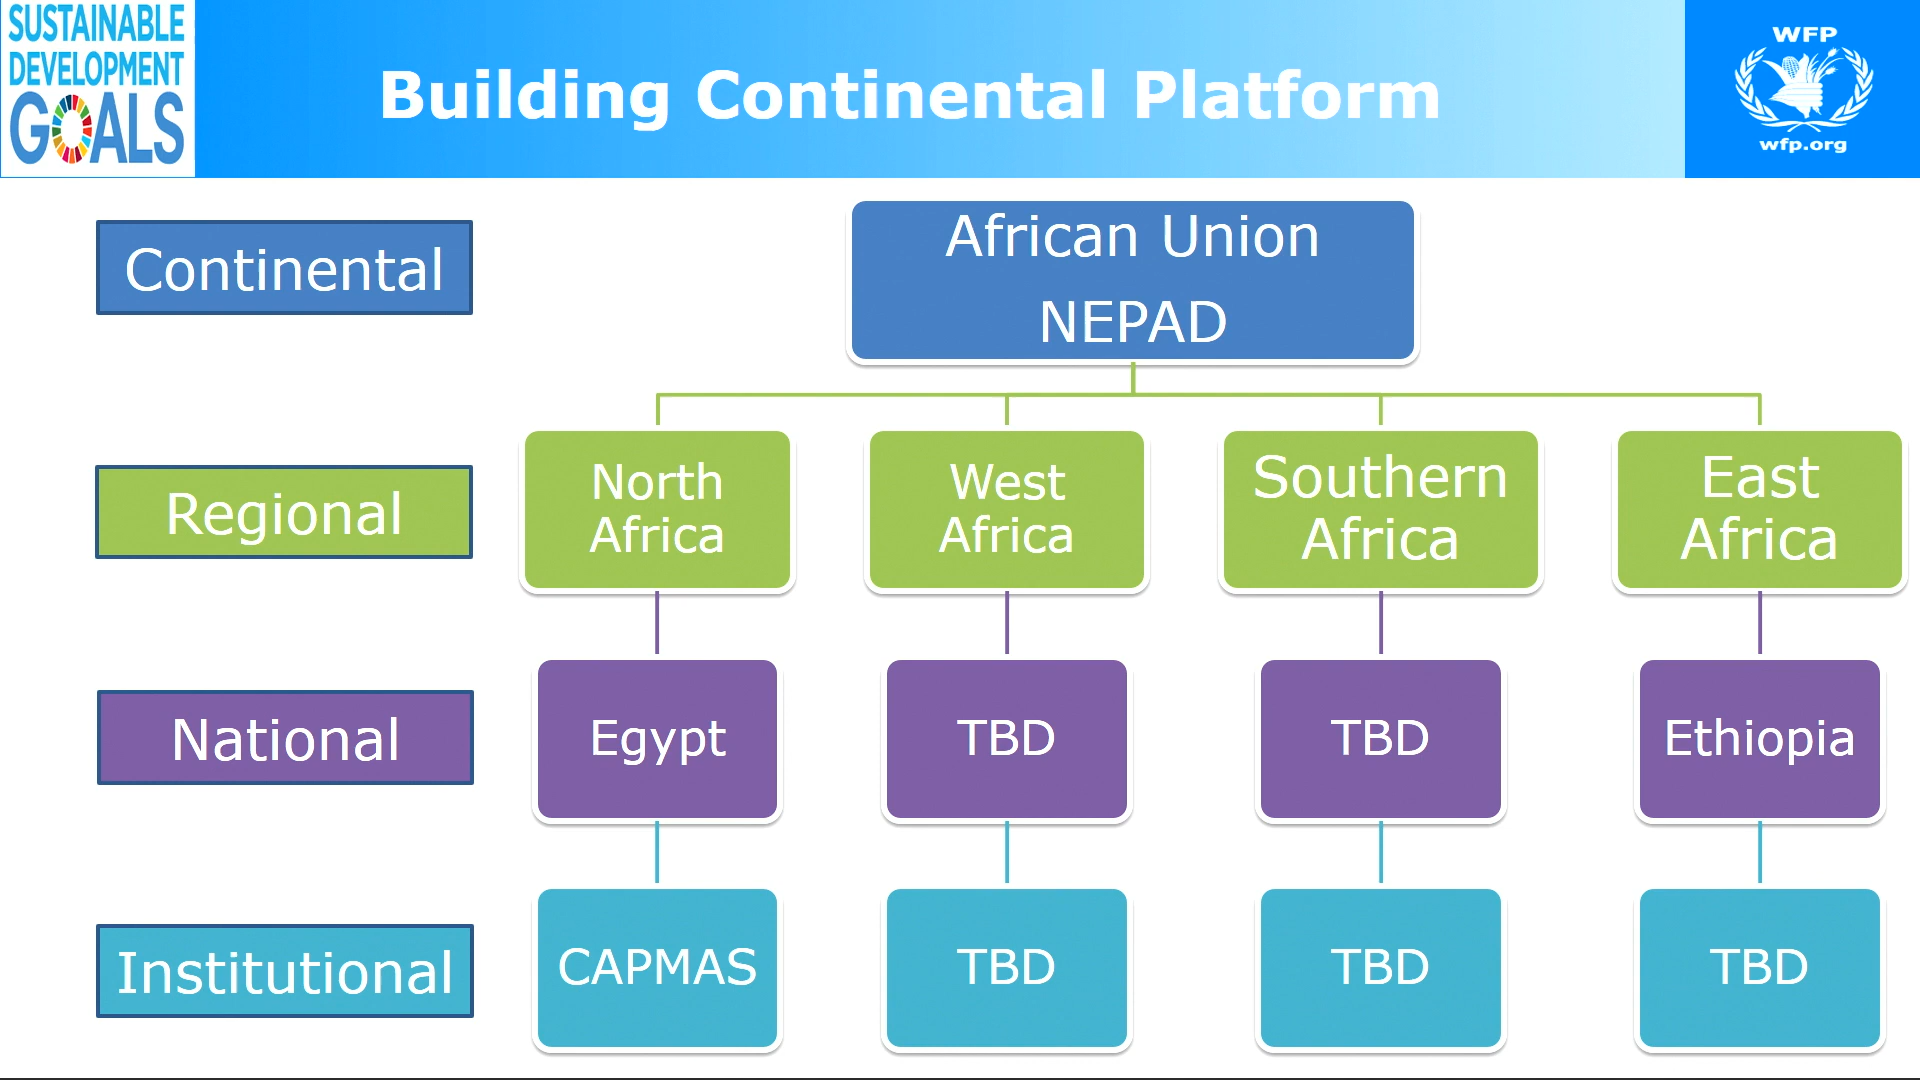 SUSTAINABLE
DEVELOPMENT
GOALS
Building Continental Platform
WFP
wfp.org
Continental
African Union
NEPAD
Regional
North
Africa
West
Africa
Southern
Africa
East
Africa
National
Egypt
TBD
TBD
Ethiopia
Institutional
CAPMAS
TBD
TBD
TBD